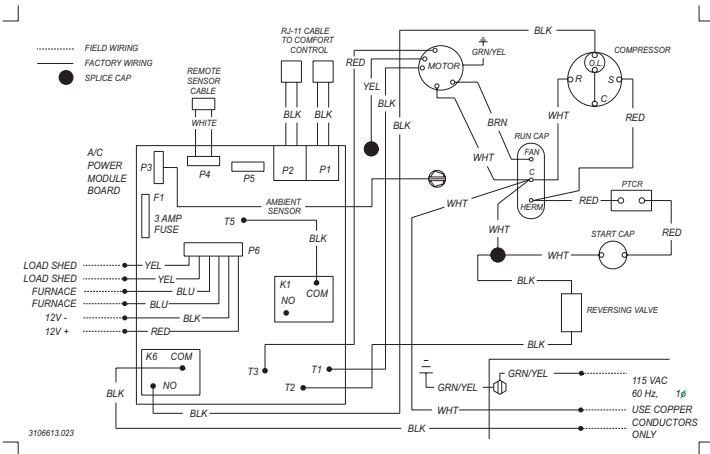 FIELD WIRING
FACTORY WIRING
SPLICE CAP
REMOTE
SENSOR
CABLE
WHITE
RJ-11 CABLE
TO COMFORT
CONTROL
BLK
BLK
RED
YEL
BLK
BLK
BLK
MOTOR
GRN/YEL
BRN
WHT
COMPRESSOR
O.L.
R
S
C
WHT
RED
RUN CAP
FAN
C
HERM
RED
PTCR
RED
START CAP
WHT
WHT
WHT
BLK
REVERSING VALVE
BLK
A/C
POWER
MODULE
BOARD
P3
P4
P5
P2
P1
F1
3 AMP
FUSE
AMBIENT
SENSOR
T5
BLK
P6
K1
NO
COM
LOAD SHED
YEL
LOAD SHED
YEL
FURNACE
BLU
FURNACE
BLU
12V -
BLK
12V +
RED
K6
COM
NO
T3
T1
T2
BLK
BLK
GRN/YEL
GRN/YEL
WHT
BLK
115 VAC
60 Hz, 1ø
USE COPPER
CONDUCTORS
ONLY
3106613.023